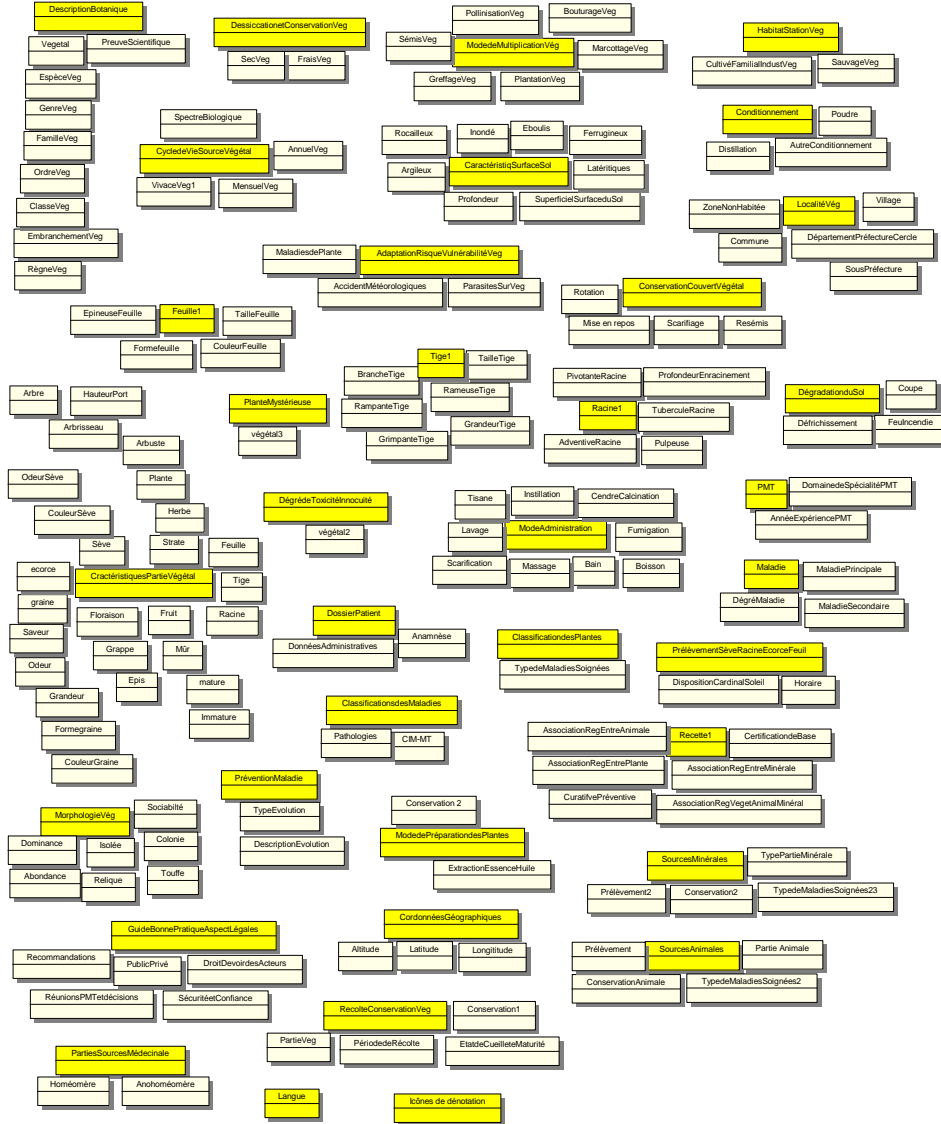 DescriptionBotanique
Vegetal
PreuveScientifique
EspèceVeg
GenreVeg
FamilleVeg
OrdreVeg
ClasseVeg
EmbranchementVeg
RègneVeg
DessiccationetConservationVeg
SecVeg
FraisVeg
PollinisationVeg
BouturageVeg
SémisVeg
ModedeMultiplicationVég
MarcottageVeg
GreffageVeg
PlantationVeg
HabitatStationVeg
CultivéFamilialIndustVeg
SauvageVeg
SpectreBiologique
CycledeVieSourceVégétal
AnnuelVeg
VivaceVeg1
MensuelVeg
Rocailleux
Inondé
Eboulis
Ferrugineux
Argileux
CaractéristiqSurfaceSol
Latéritiques
Profondeur
SuperficielSurfaceduSol
Conditionnement
Poudre
Distillation
AutreConditionnement
ZoneNonHabitée
LocalitéVég
Village
Commune
DépartementPréfectureCercle
SousPréfecture
MaladiesdePlante
AdaptationRisqueVulnérabilitéVeg
AccidentMétéorologiques
ParasitesSurVeg
Rotation
ConservationCouvertVégétal
Mise en repos
Scarifiage
Resémis
EpineuseFeuille
Feuille1
TailleFeuille
Formefeuille
CouleurFeuille
Tige1
TailleTige
BrancheTige
RameuseTige
RampanteTige
GrandeurTige
GrimpanteTige
PivotanteRacine
ProfondeurEnracinement
Racine1
TuberculeRacine
AdventiveRacine
Pulpeuse
DégradationduSol
Coupe
Défrichissement
FeuIncendie
PlanteMystérieuse
végétal3
Arbre
HauteurPort
Arbrisseau
Arbuste
OdeurSève
Plante
CouleurSève
Herbe
Sève
Strate
Feuille
ecorce
CractéristiquesPartieVégétal
Tige
graine
Floraison
Fruit
Racine
Saveur
Grappe
Mûr
Odeur
Epis
mature
Grandeur
Immature
Formegraine
CouleurGraine
DégrédeToxicitéInnocuité
végétal2
Tisane
Instillation
CendreCalcination
Lavage
ModeAdministration
Fumigation
Scarification
Massage
Bain
Boisson
PMT
DomainedeSpécialitéPMT
AnnéeExpériencePMT
Maladie
MaladiePrincipale
DégréMaladie
MaladieSecondaire
DossierPatient
DonnéesAdministratives
Anamnèse
ClassificationdesPlantes
TypedeMaladiesSoignées
PrélèvementSèveRacineEcorceFeuil
DispositionCardinalSoleil
Horaire
ClassificationsdesMaladies
Pathologies
CIM-MT
AssociationRegEntreAnimale
Recette1
CertificationdeBase
AssociationRegEntrePlante
AssociationRegEntreMinérale
CuratifvePréventive
AssociationRegVegetAnimalMinéral
PréventionMaladie
TypeEvolution
DescriptionEvolution
Conservation 2
ModedePréparationdesPlantes
ExtractionEssenceHuile
MorphologieVég
Sociabilté
Dominance
Isolée
Colonie
Abondance
Relique
Touffe
SourcesMinérales
TypePartieMinérale
Prélèvement2
Conservation2
TypedeMaladiesSoignées23
GuideBonnePratiqueAspectLégales
Recommandations
PublicPrivé
DroitDevoirdesActeurs
RéunionsPMTetdécisions
SécuritéetConfiance
CordonnéesGéographiques
Altitude
Latitude
Longititude
Prélèvement
SourcesAnimales
Partie Animale
ConservationAnimale
TypedeMaladiesSoignées2
RecolteConservationVeg
Conservation1
PartieVeg
PériodedeRécolte
EtatdeCueilleteMaturité
PartiesSourcesMédecinale
Homéomère
Anohoméomère
Langue
Icônes de dénotation